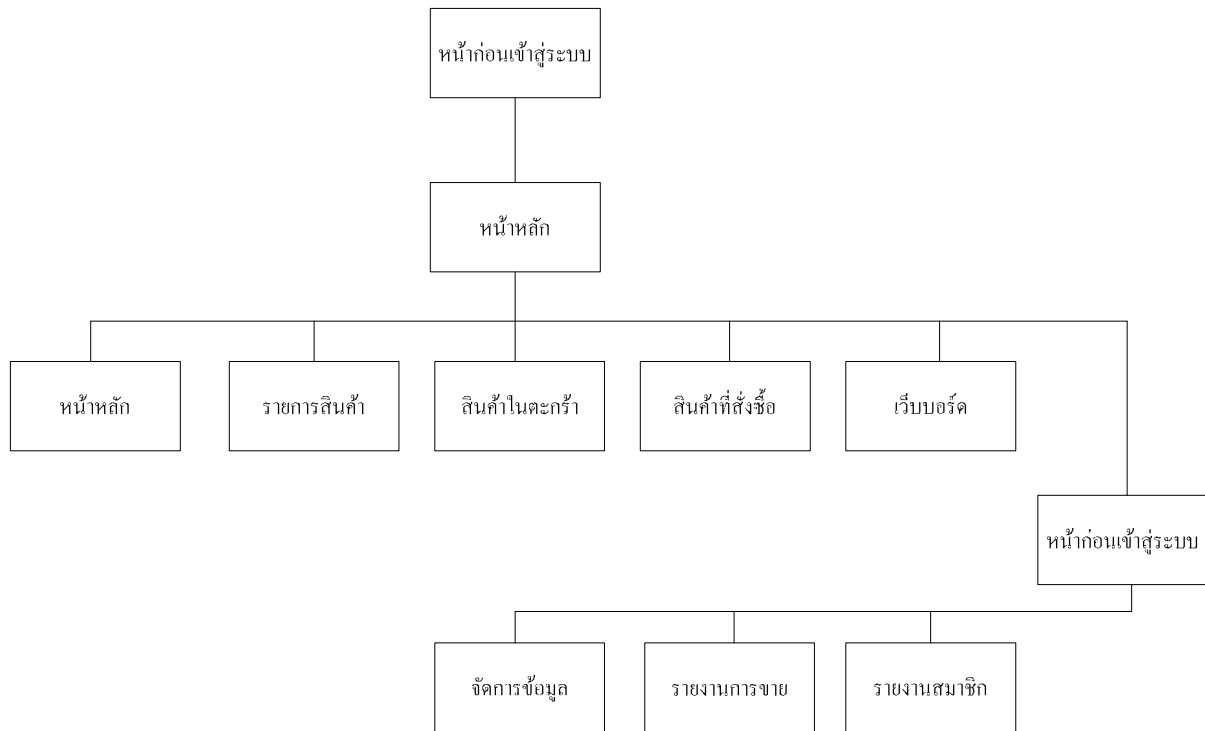 หน้าก่อนเข้าสู่ระบบ
หน้าหลัก
หน้าหลัก
รายการสินค้า
สินค้าในตะกร้า
สินค้าที่สั่งซื้อ
เว็บบอร์ด
หน้าก่อนเข้าสู่ระบบ
จัดการข้อมูล
รายงานการขาย
รายงานสมาชิก